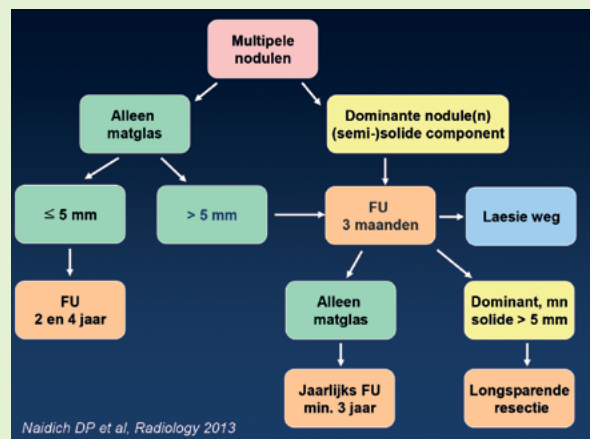 Multipele
nodulen
Alleen
matglas
Dominante nodule(n)
(semi-)solide component
≤ 5 mm
> 5 mm
FU
3 maanden
Laesie weg
FU
2 en 4 jaar
Alleen
matglas
Dominant, mn
solide > 5 mm
Jaarlijks FU
min. 3 jaar
Longsparende
resectie
Naidich DP et al, Radiology 2013